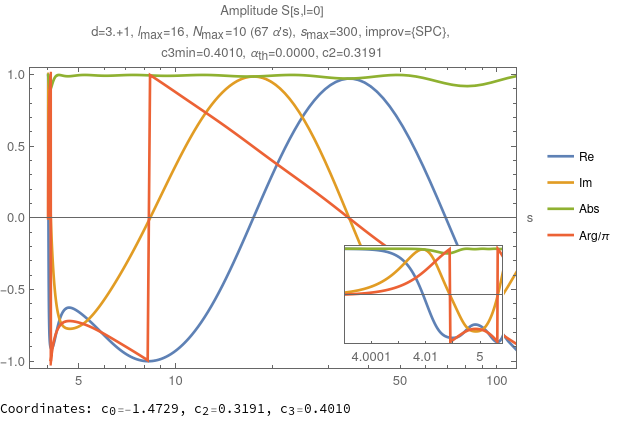 Amplitude S[s,l=0]
d=3.+1, lmax=16, Nmax=10 (67 α's), smax=300, improv={SPC},
c3min=0.4010, αth=0.0000, c2=0.3191
1.0
0.5
0.0
-0.5
-1.0
s
Re
Im
Abs
Arg/π
4.0001 4.01 5
5 10 50 100
Coordinates: c0=-1.4729, c2=0.3191, c3=0.4010